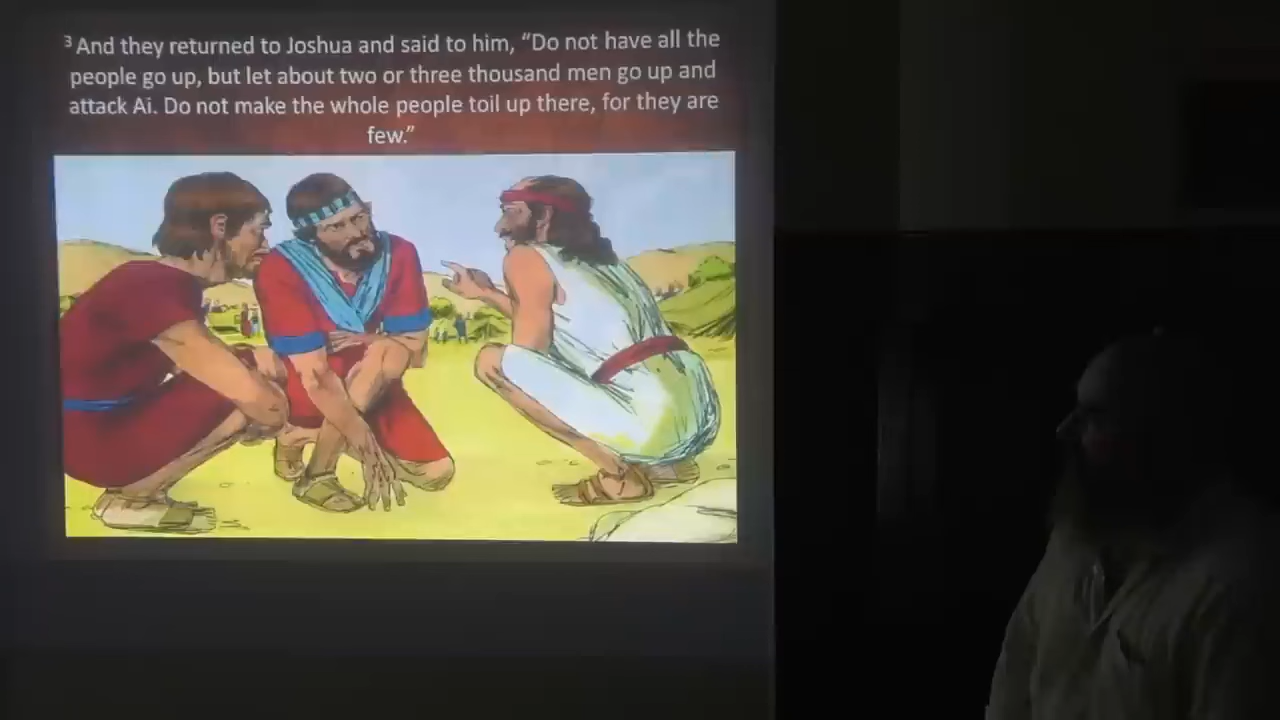 ³ And they returned to Joshua and said to him, “Do not have all the
people go up, but let about two or three thousand men go up and
attack Ai. Do not make the whole people toil up there, for they are
few.”